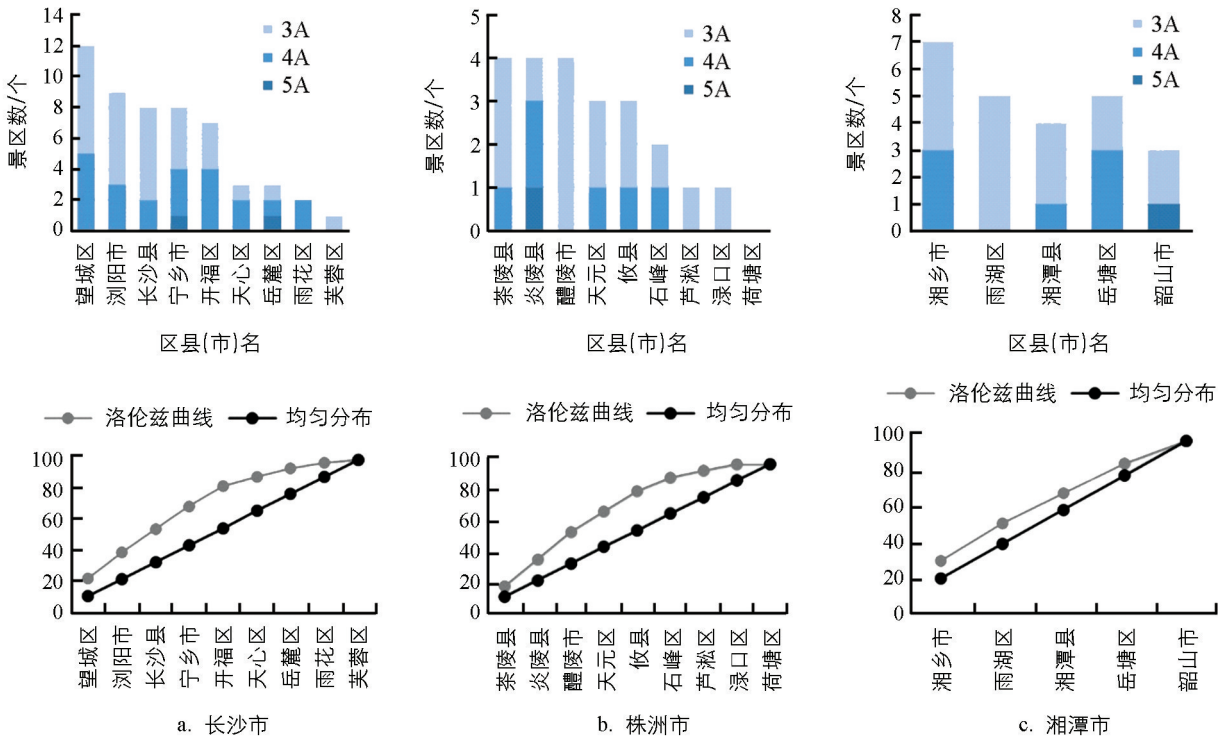 14
12
10
8
6
4
2
0
景区数/个
3A
4A
5A
望城区
浏阳市
长沙县
宁乡市
开福区
天心区
岳麓区
雨花区
芙蓉区
区县(市)名
5
4
3
2
1
0
景区数/个
3A
4A
5A
茶陵县
炎陵县
醴陵市
天元区
攸县
石峰区
芦淞区
渌口区
荷塘区
区县(市)名
8
7
6
5
4
3
2
1
0
景区数/个
3A
4A
5A
湘乡市
雨湖区
湘潭县
岳塘区
韶山市
区县(市)名
洛伦兹曲线 均匀分布
100
80
60
40
20
0
望城区
浏阳市
长沙县
宁乡市
开福区
天心区
岳麓区
雨花区
芙蓉区
a. 长沙市
洛伦兹曲线 均匀分布
100
80
60
40
20
0
茶陵县
炎陵县
醴陵市
天元区
攸县
石峰区
芦淞区
渌口区
荷塘区
b. 株洲市
洛伦兹曲线 均匀分布
100
80
60
40
20
0
湘乡市
雨湖区
湘潭县
岳塘区
韶山市
c. 湘潭市